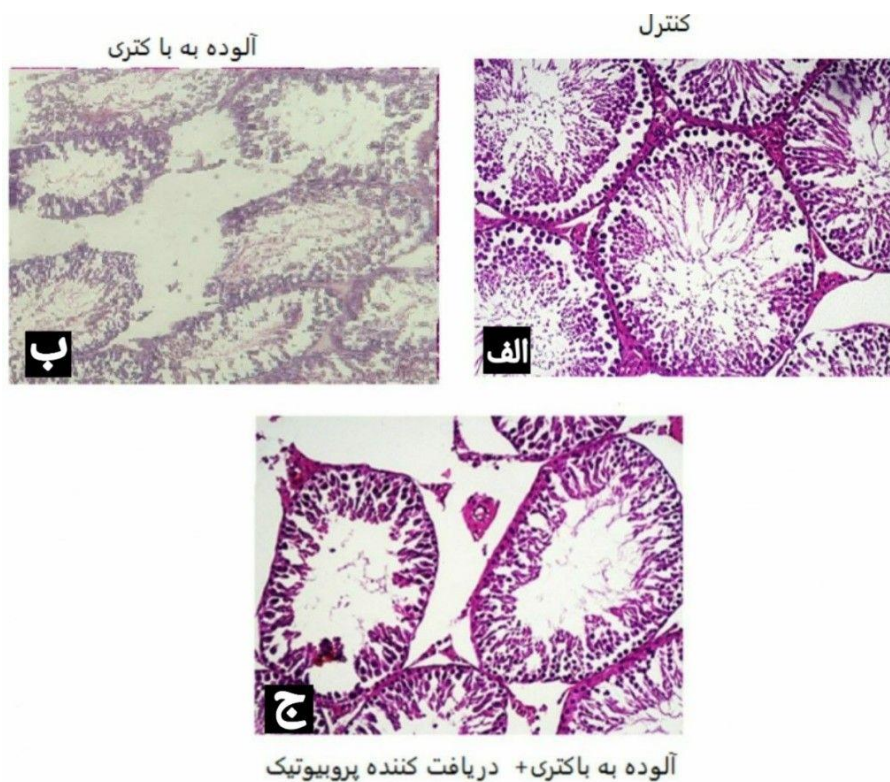 کنترل
آلوده به با کتری
الف
ب
ج
آلوده به باکتری+ دریافت کننده پروبیوتیک